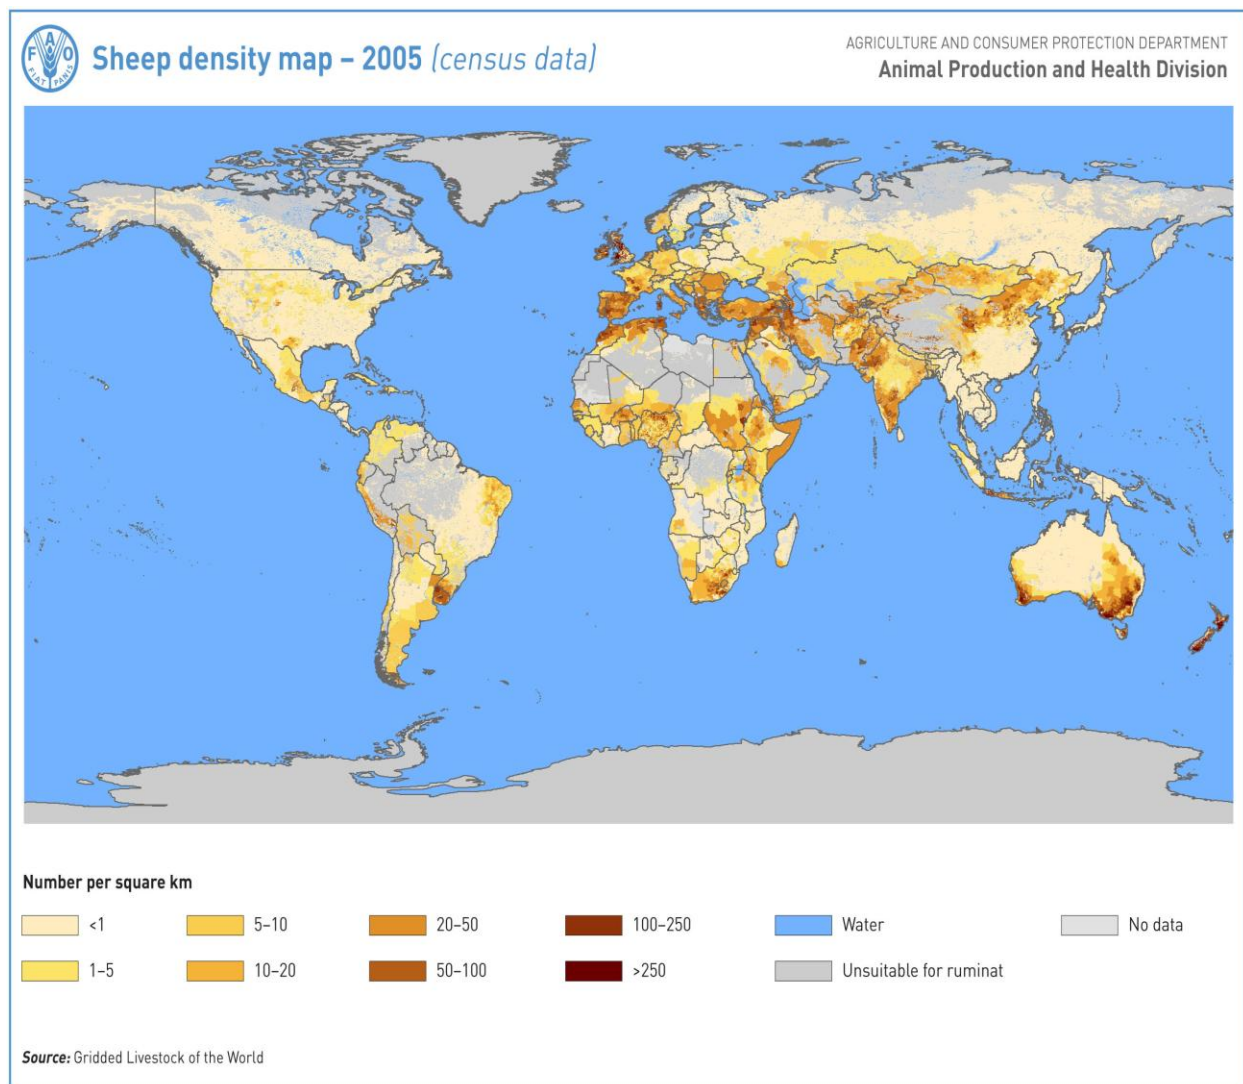 F A O
FIAT PANIS
Sheep density map – 2005 (census data)
AGRICULTURE AND CONSUMER PROTECTION DEPARTMENT
Animal Production and Health Division
Number per square km
<1
5–10
20–50
100–250
Water
No data
1–5
10–20
50–100
>250
Unsuitable for ruminat
Source: Gridded Livestock of the World